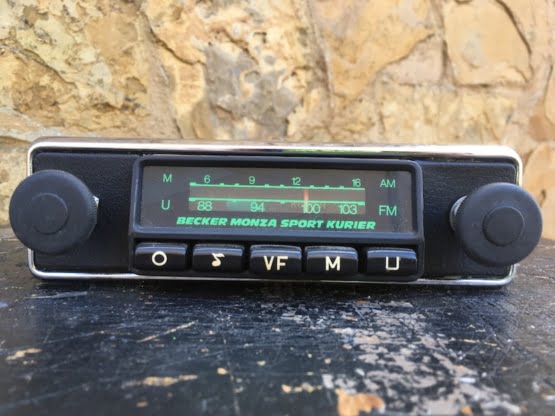 M 6 9 12 16 AM
U 88 94 100 103 FM
BECKER MONZA SPORT KURIER
VF M U